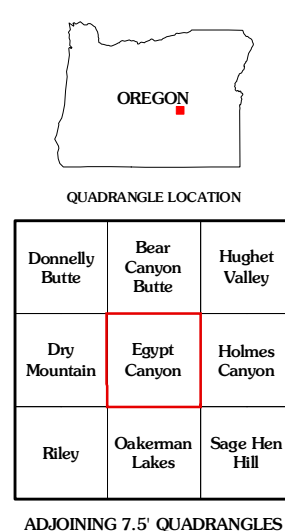 OREGON
QUADRANGLE LOCATION
Donnelly
Butte
Bear
Canyon
Butte
Hughet
Valley
Dry
Mountain
Egypt
Canyon
Holmes
Canyon
Riley
Oakerman
Lakes
Sage Hen
Hill
ADJOINING 7.5' QUADRANGLES